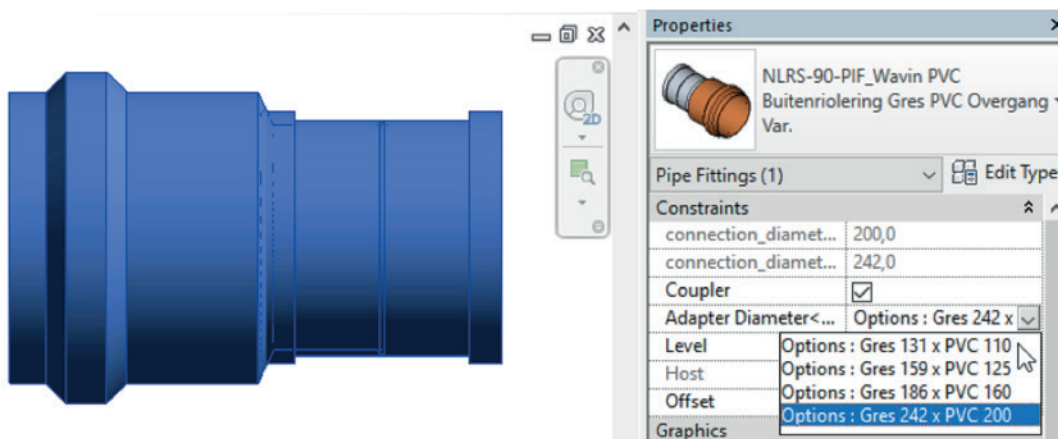 Properties
2D
NLRS-90-PIF_Wavin PVC
Buitenriolering Gres PVC Overgang
Var.
Pipe Fittings (1)
Edit Type
Constraints
connection_diamet... 200,0
connection_diamet... 242,0
Coupler
Adapter Diameter<... Options : Gres 242 x
Level
Options : Gres 131 x PVC 110
Options : Gres 159 x PVC 125
Host
Options : Gres 186 x PVC 160
Offset
Options : Gres 242 x PVC 200
Graphics